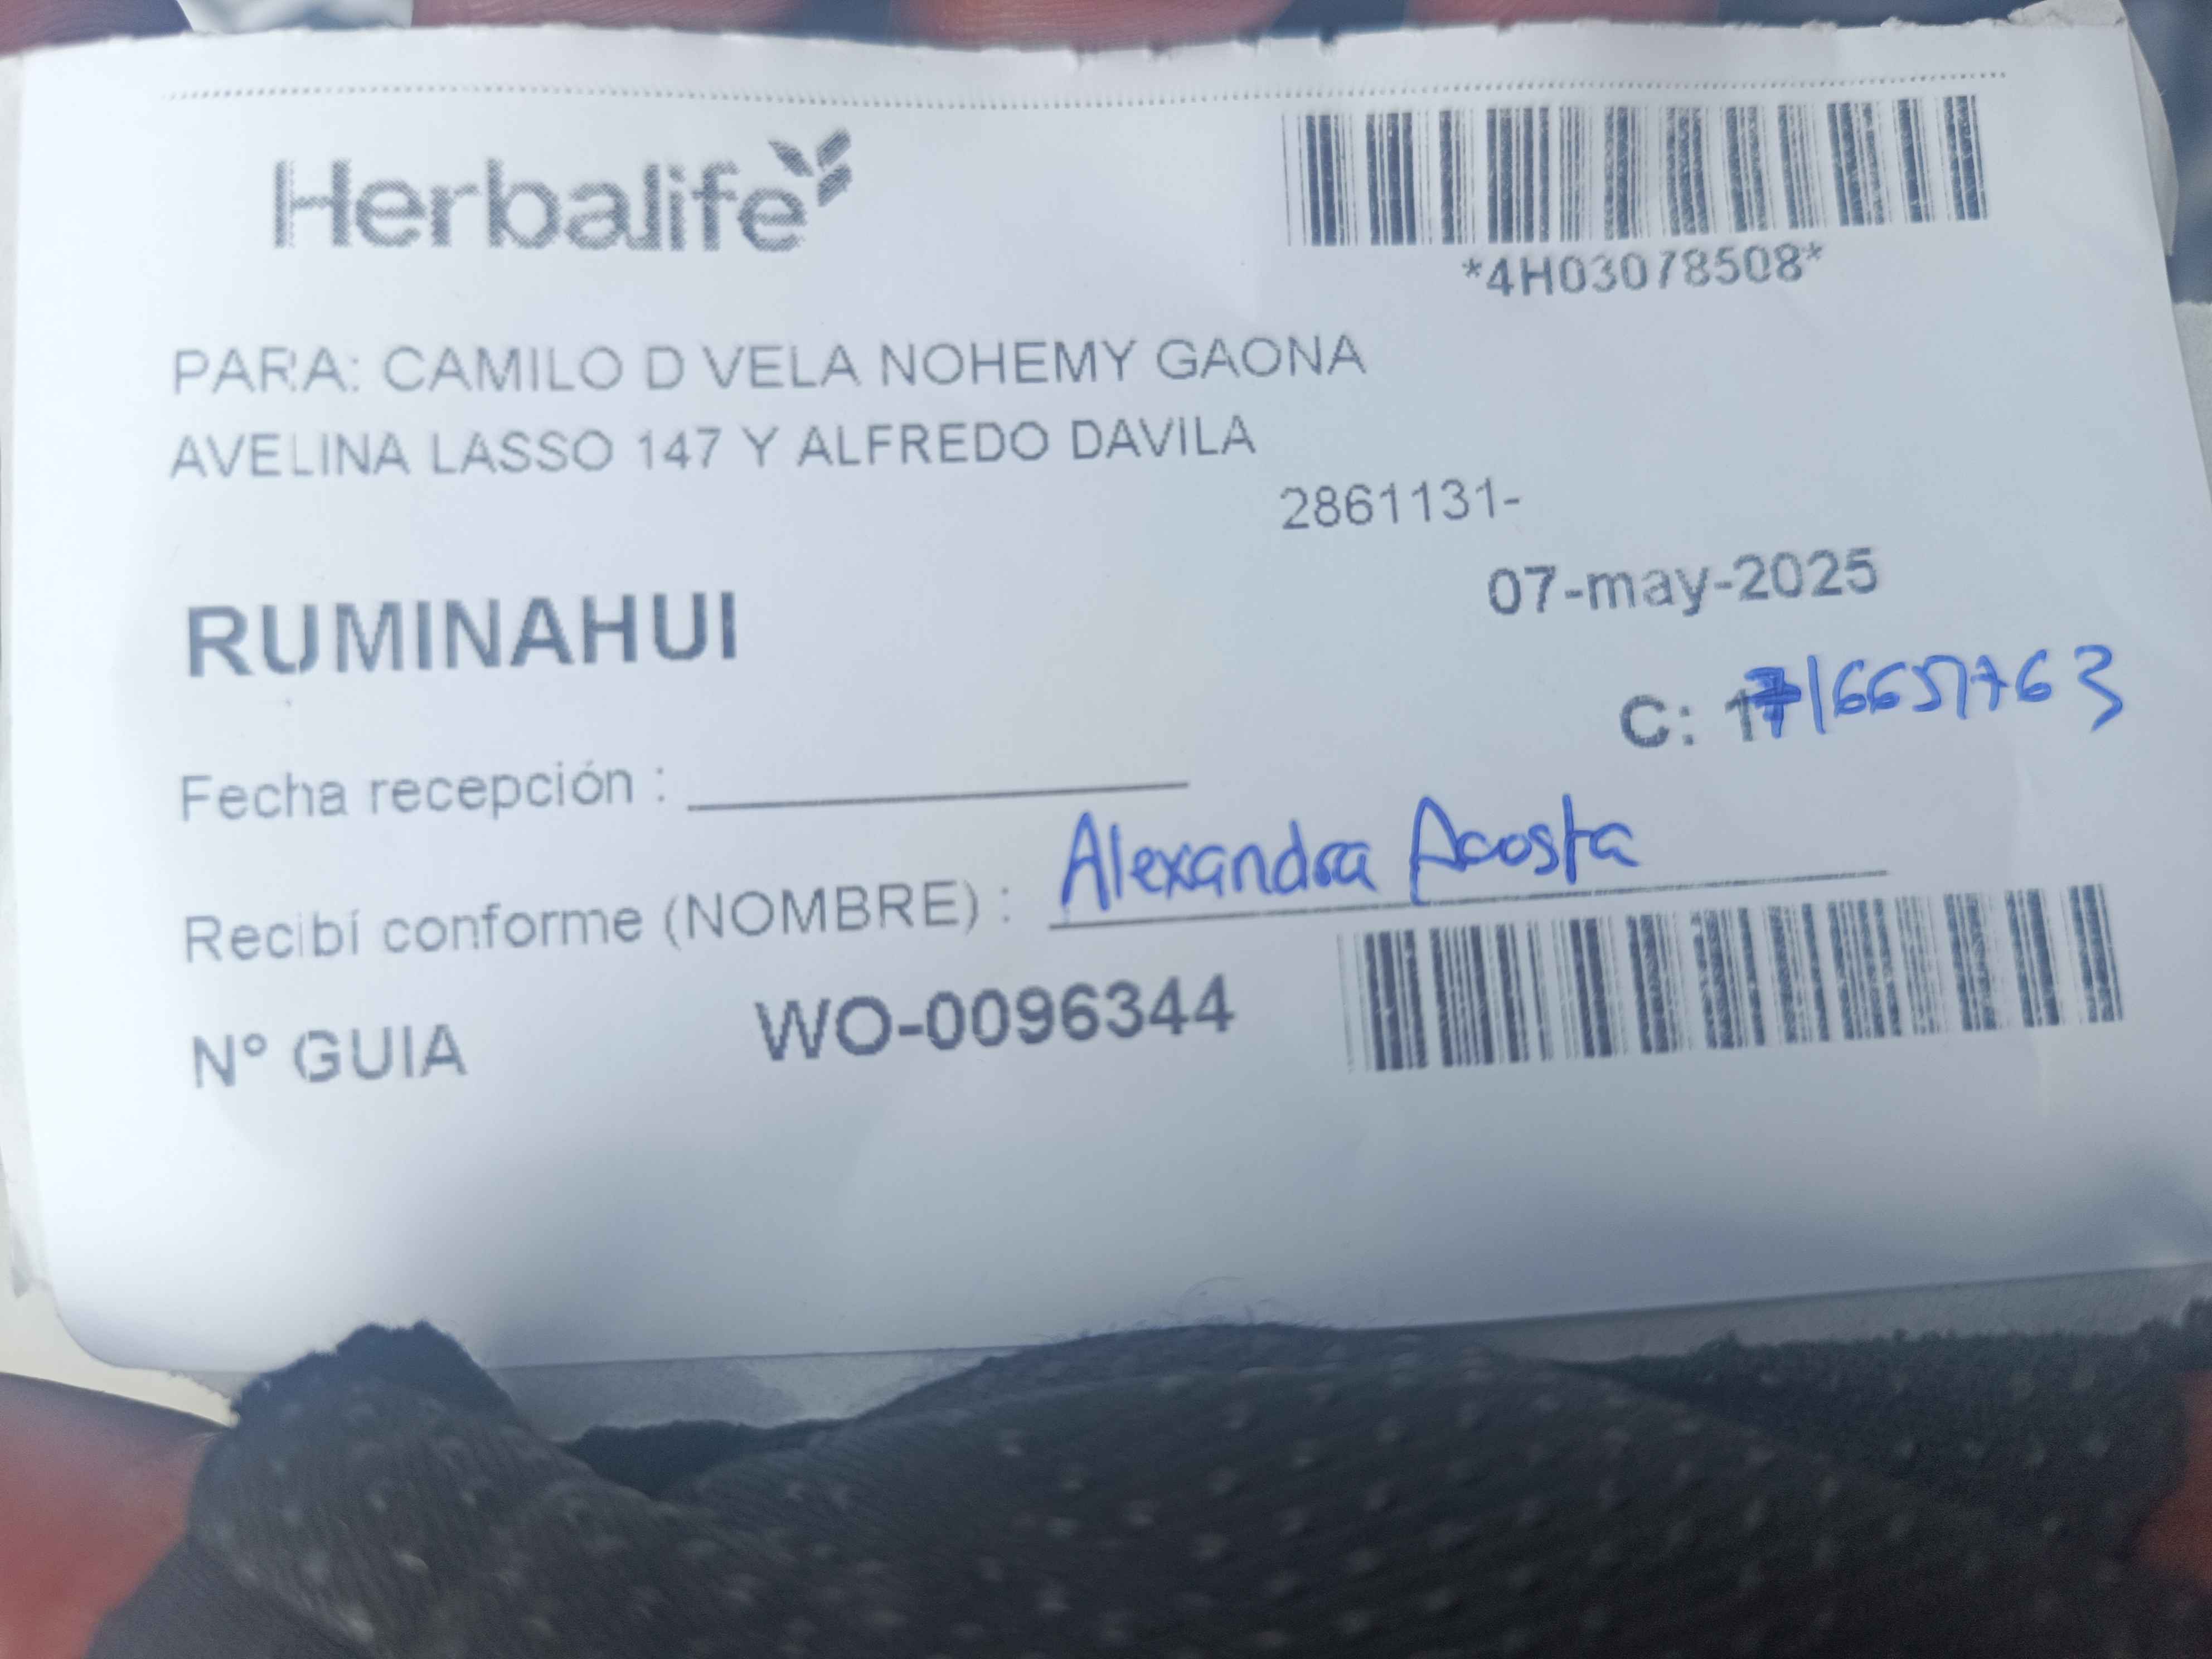 Herbalife
*4H03078508*
PARA: CAMILO D VELA NOHEMY GAONA
AVELINA LASSO 147 Y ALFREDO DAVILA
2861131-
07-may-2025
RUMINAHUI
C: 1
Fecha recepción :
Recibí conforme (NOMBRE) : Alexandra Acosta
N° GUIA WO-0096344